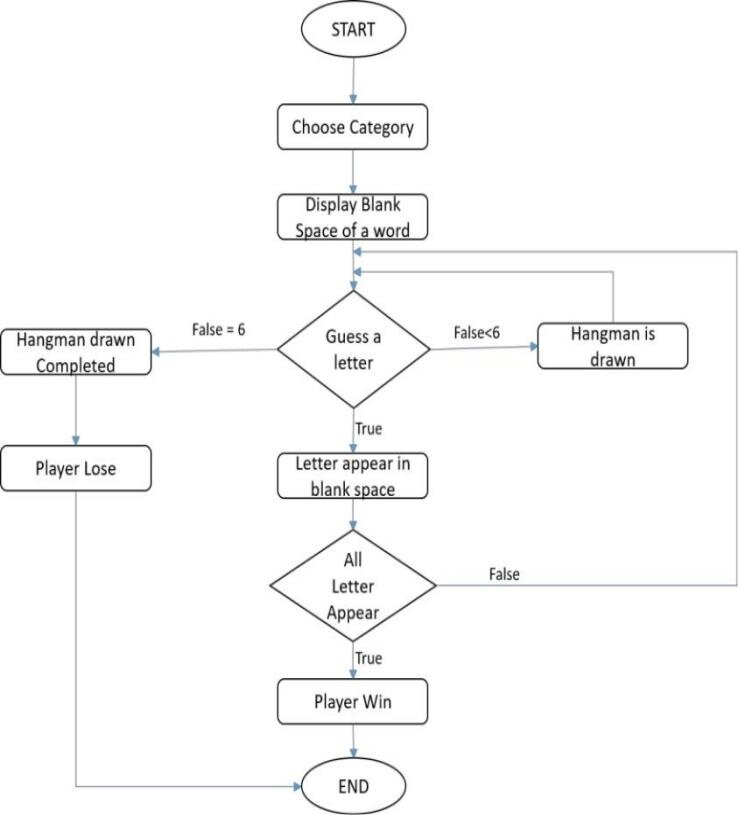 START
Choose Category
Display Blank
Space of a word
False = 6
Hangman drawn
Completed
Guess a
letter
False<6
Hangman is
drawn
True
Player Lose
Letter appear in
blank space
All
Letter
Appear
False
True
Player Win
END